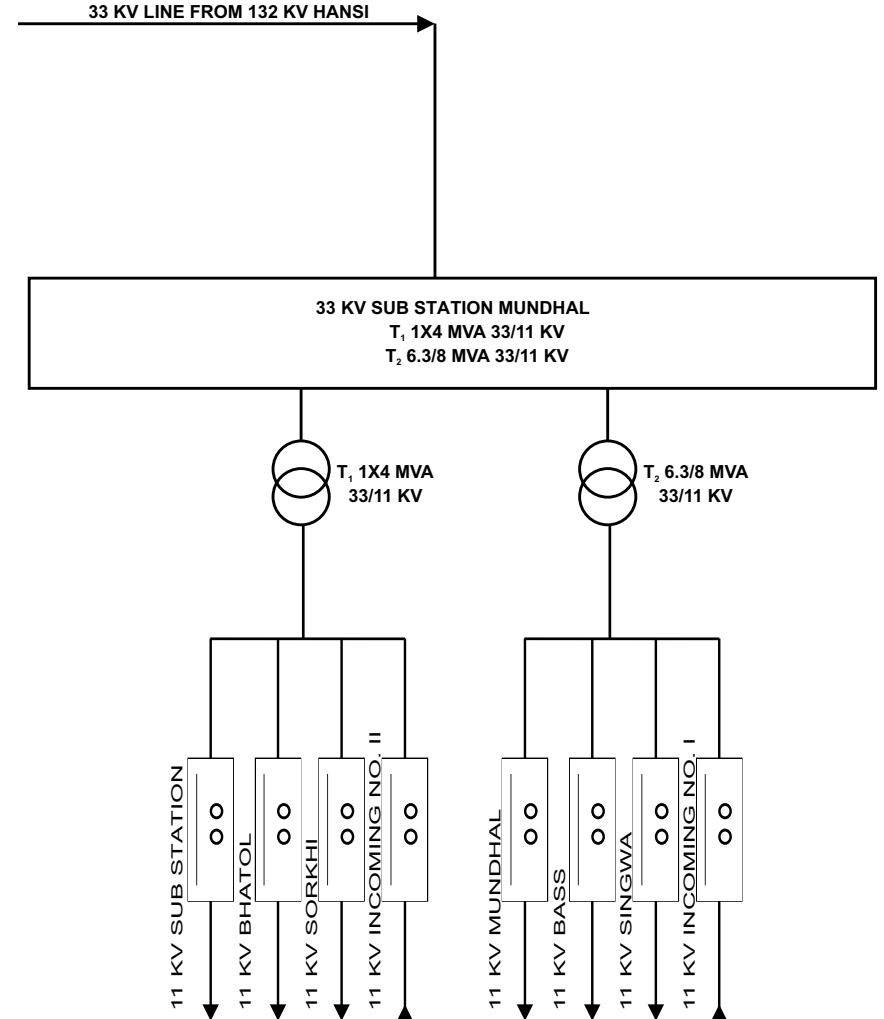 33 KV LINE FROM 132 KV HANSI
33 KV SUB STATION MUNDHAL
T₁ 1X4 MVA 33/11 KV
T₂ 6.3/8 MVA 33/11 KV
T₁ 1X4 MVA
33/11 KV
T₂ 6.3/8 MVA
33/11 KV
11 KV SUB STATION
11 KV BHATOL
11 KV SORKHI
11 KV INCOMING NO. II
11 KV MUNDHAL
11 KV BASS
11 KV SINGWA
11 KV INCOMING NO. I